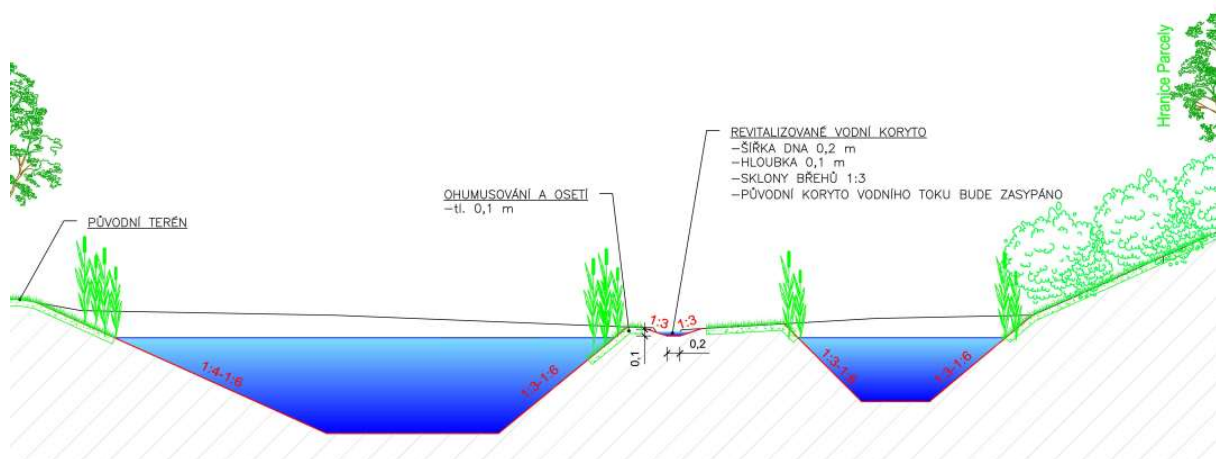 Hranice Parcely
REVITALIZOVANÉ VODNÍ KORYTO
–ŠÍŘKA DNA 0,2 m
–HLOUBKA 0,1 m
–SKLONY BŘEHŮ 1:3
–PŮVODNÍ KORYTO VODNÍHO TOKU BUDE ZASYPÁNO
OHUMUSOVÁNÍ A OSETÍ
–tl. 0,1 m
PŮVODNÍ TERÉN
1:3
1:3
0,1
0,2
1:4-1:6
1:3-1:6
1:3-1:6
1:3-1:6